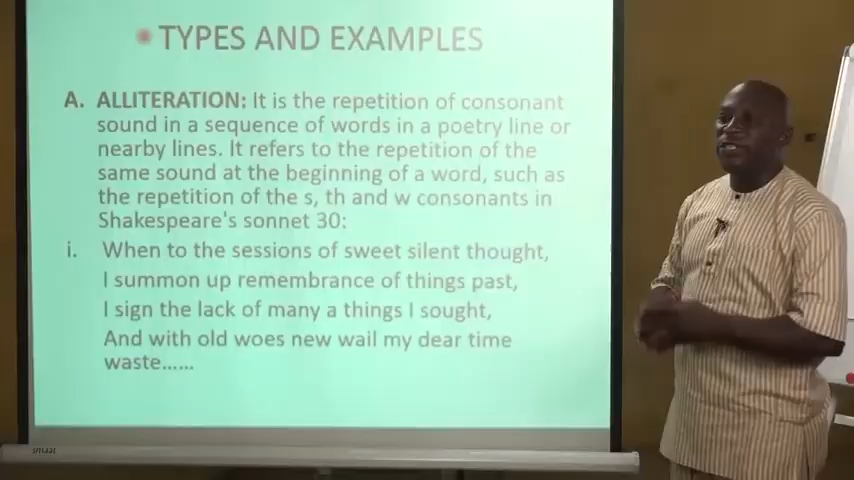 TYPES AND EXAMPLES
A. ALLITERATION: It is the repetition of consonant
sound in a sequence of words in a poetry line or
nearby lines. It refers to the repetition of the
same sound at the beginning of a word, such as
the repetition of the s, th and w consonants in
Shakespeare's sonnet 30:
i. When to the sessions of sweet silent thought,
I summon up remembrance of things past,
I sign the lack of many a things I sought,
And with old woes new wail my dear time
waste......